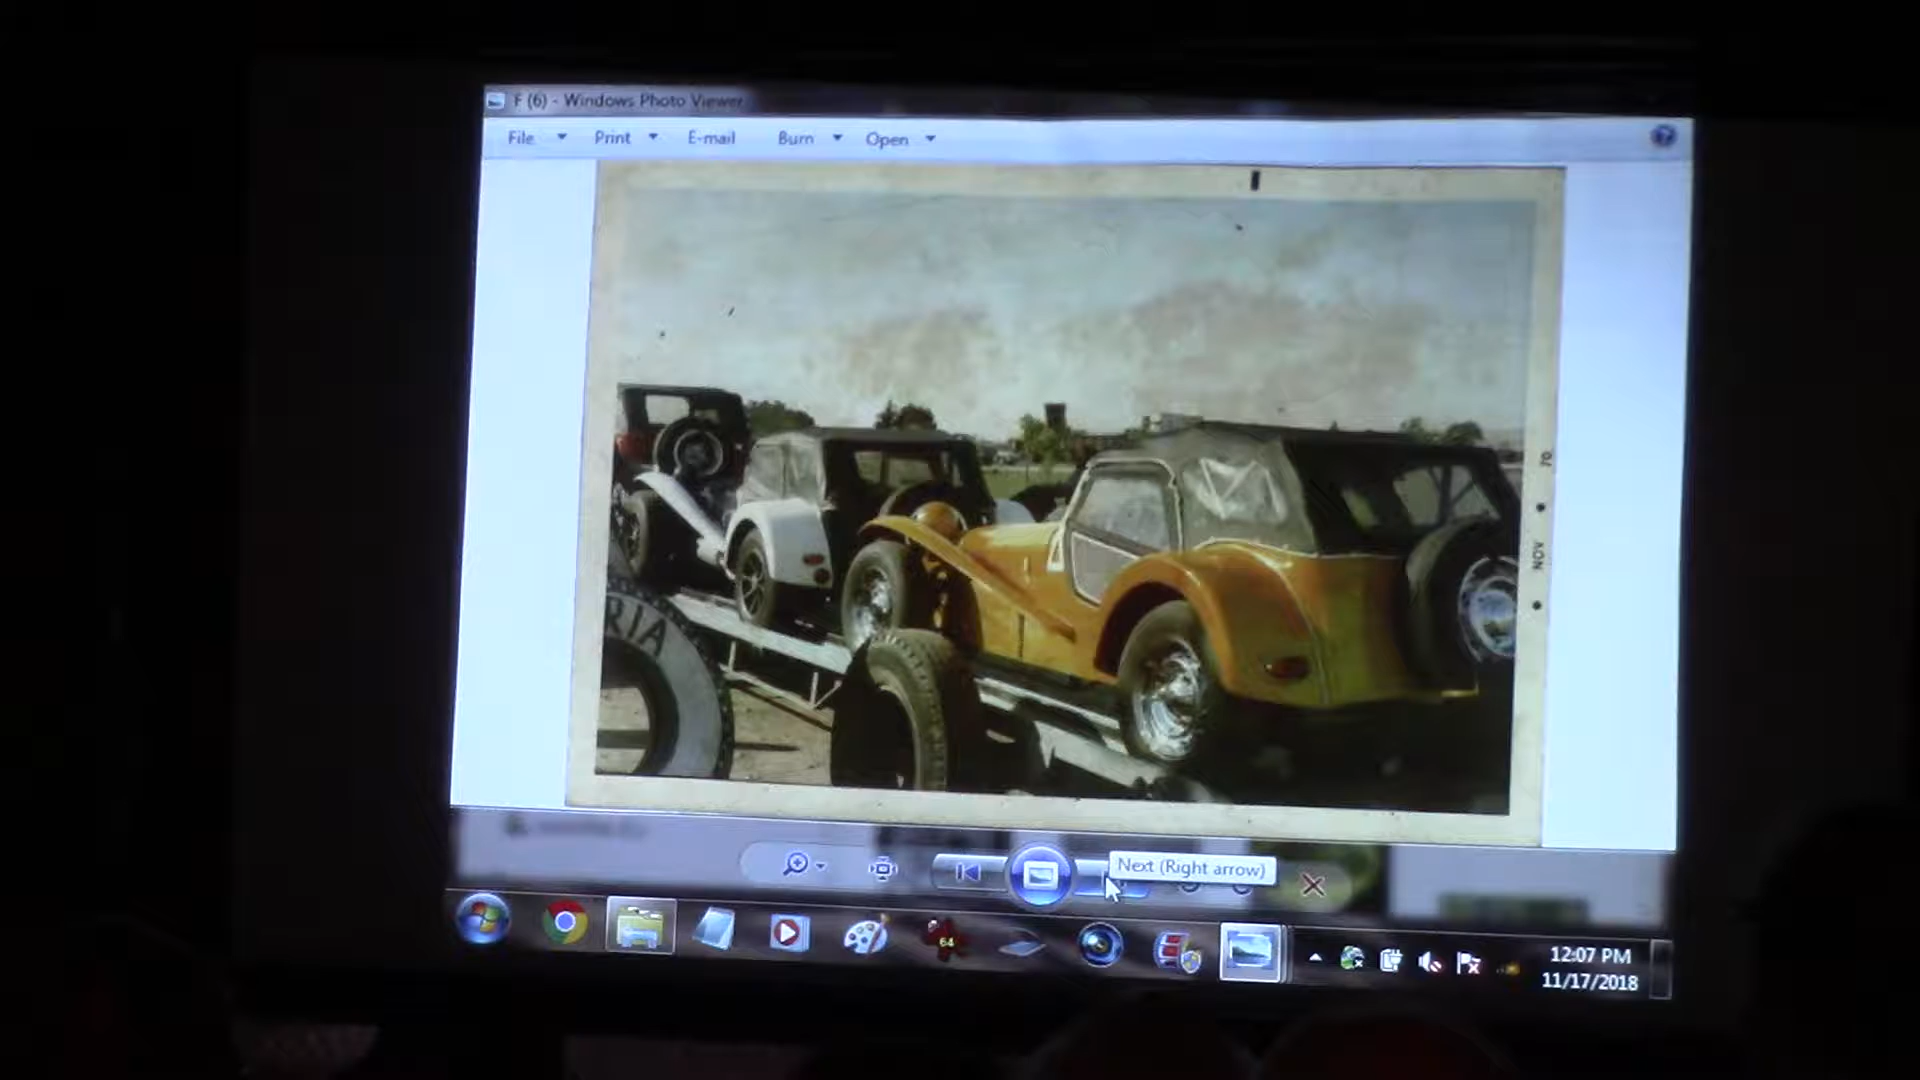 F (6) - Windows Photo Viewer
File Print E-mail Burn Open
NOV 70
RIA
Next (Right arrow)
64
12:07 PM
11/17/2018